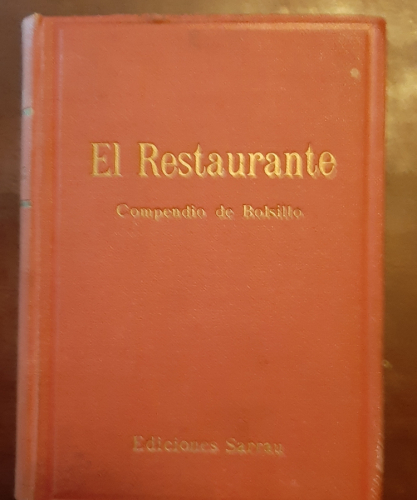 El Restaurante
Compendio de Bolsillo
Ediciones Sarrau